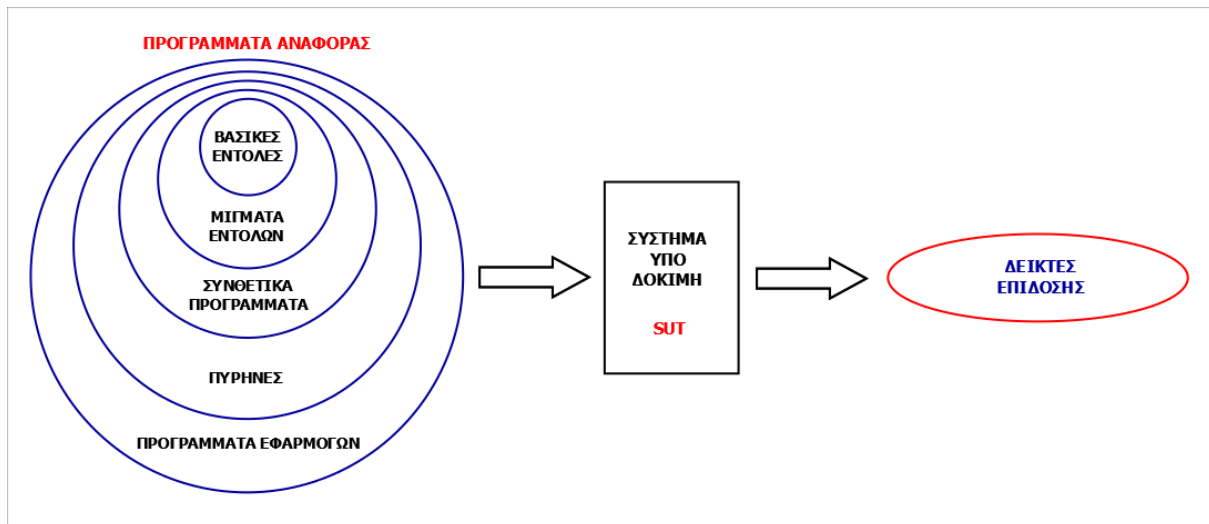 ΠΡΟΓΡΑΜΜΑΤΑ ΑΝΑΦΟΡΑΣ
ΒΑΣΙΚΕΣ
ΕΝΤΟΛΕΣ
ΜΙΓΜΑΤΑ
ΕΝΤΟΛΩΝ
ΣΥΝΘΕΤΙΚΑ
ΠΡΟΓΡΑΜΜΑΤΑ
ΠΥΡΗΝΕΣ
ΠΡΟΓΡΑΜΜΑΤΑ ΕΦΑΡΜΟΓΩΝ
ΣΥΣΤΗΜΑ
ΥΠΟ
ΔΟΚΙΜΗ
SUT
ΔΕΙΚΤΕΣ
ΕΠΙΔΟΣΗΣ